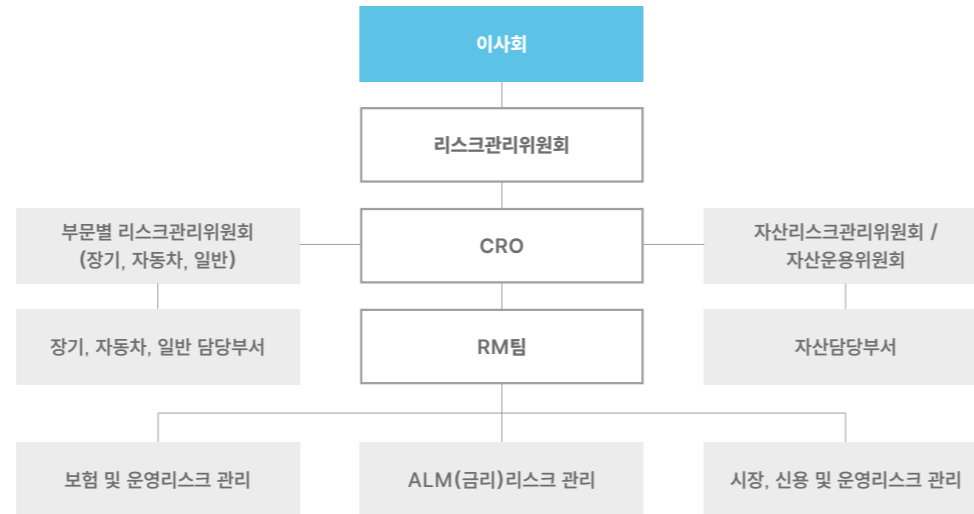 이사회
리스크관리위원회
부문별 리스크관리위원회
(장기, 자동차, 일반)
CRO
자산리스크관리위원회 /
자산운용위원회
장기, 자동차, 일반 담당부서
RM팀
자산담당부서
보험 및 운영리스크 관리
ALM(금리)리스크 관리
시장, 신용 및 운영리스크 관리